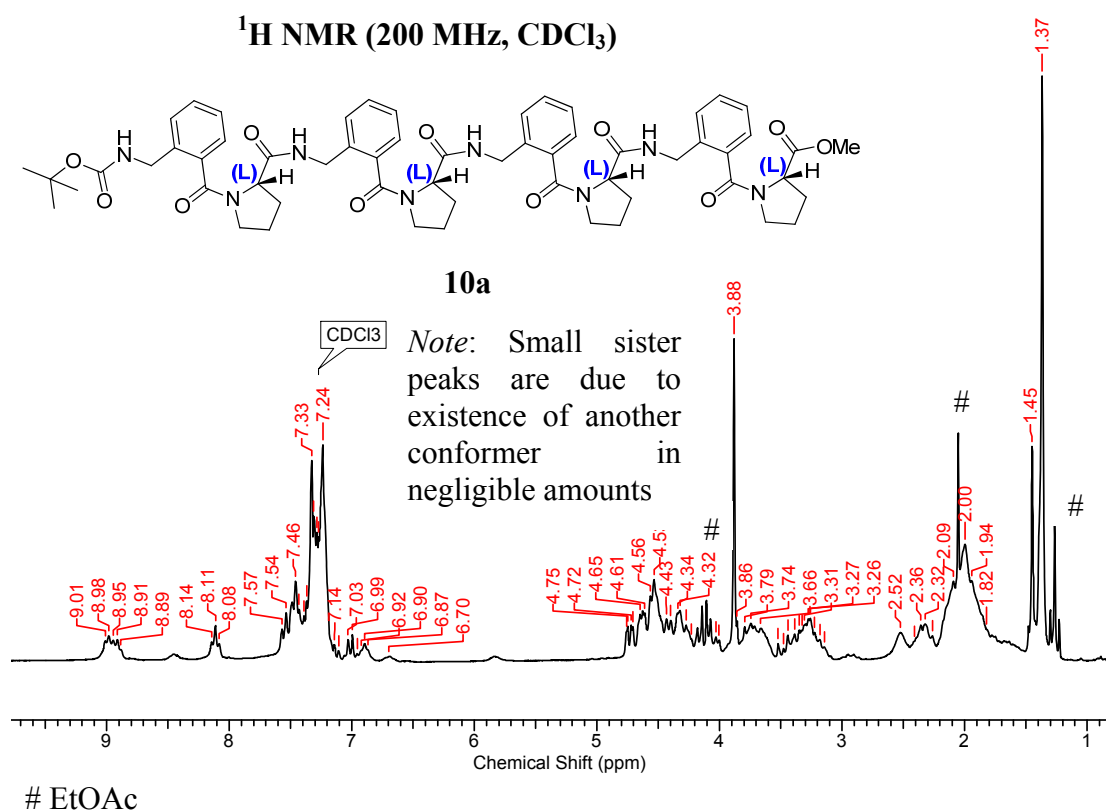 ¹H NMR (200 MHz, CDCl₃)
O
N
H
O
O
N
(L)
H
O
H
N
O
N
(L)
H
O
H
N
O
N
(L)
H
O
H
N
O
N
(L)
H
O
OMe
10a
CDCl3
Note: Small sister
peaks are due to
existence of another
conformer in
negligible amounts
9.01
8.98
8.95
8.91
8.89
8.14
8.11
8.08
7.57
7.54
7.46
7.33
7.24
7.14
7.03
6.99
6.92
6.90
6.87
6.70
4.75
4.72
4.65
4.61
4.56
4.5
4.43
4.34
4.32
#
3.88
3.86
3.79
3.74
3.66
3.31
3.27
3.26
2.52
2.36
2.32
2.09
#
2.00
1.94
1.82
1.45
1.37
#
9 8 7 6 5 4 3 2 1
Chemical Shift (ppm)
# EtOAc